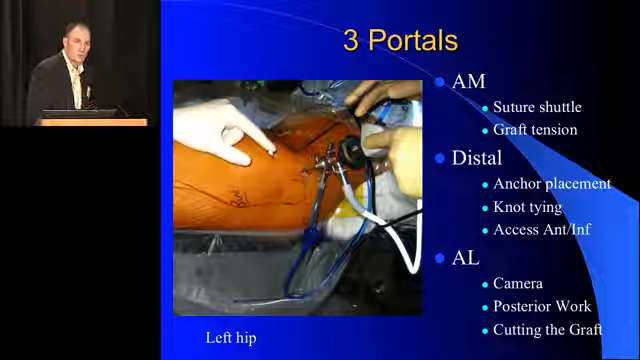 3 Portals
AM
Suture shuttle
Graft tension
Distal
Anchor placement
Knot tying
Access Ant/Inf
AL
Camera
Posterior Work
Cutting the Graft
Left hip